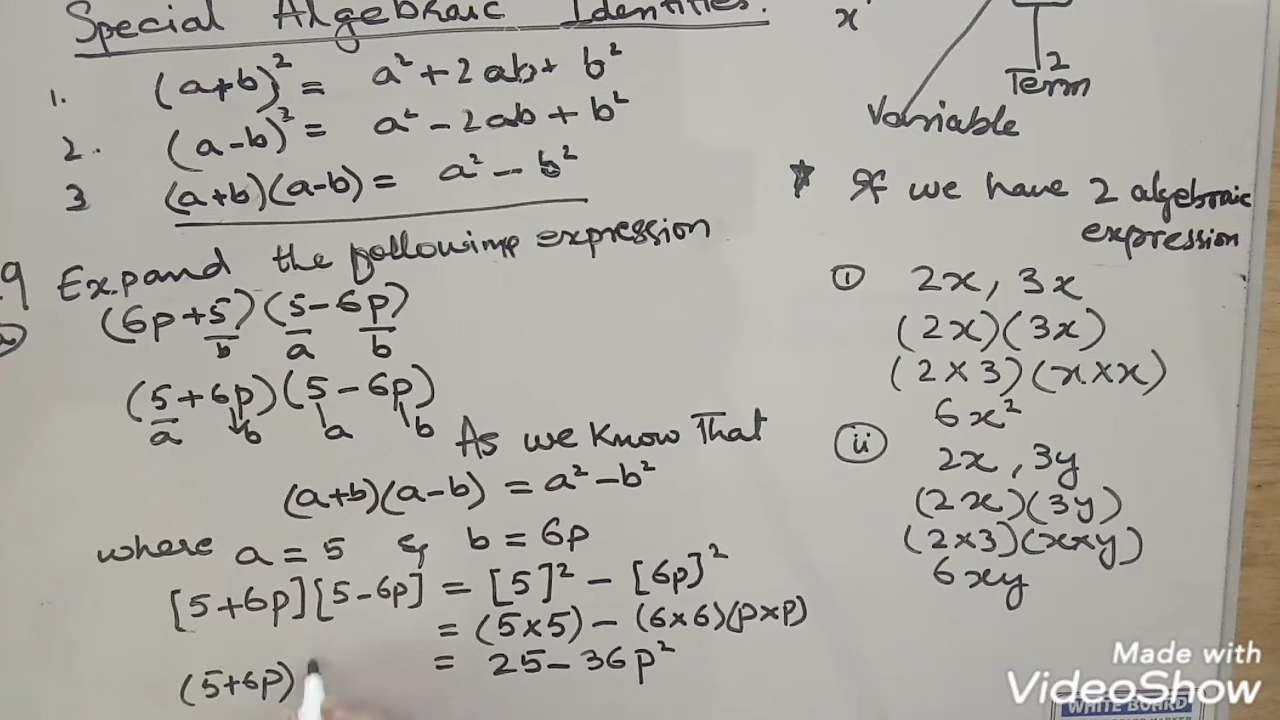 Special Algebraic Identities.
1. (a+b)² = a² + 2ab + b²
2. (a-b)² = a² - 2ab + b²
3 (a+b)(a-b) = a² - b²
9 Expand the following expression
(6p+5)(5-6p)
b a b
(5+6p)(5-6p)
a b a b
As we know That
(a+b)(a-b) = a² - b²
where a = 5 & b = 6p
[5+6p][5-6p] = [5]² - [6p]²
= (5×5) - (6×6)(p×p)
(5+6p) = 25 - 36p²
x
2
Term
Variable
* If we have 2 algebraic
expression
(i) 2x, 3x
(2x)(3x)
(2×3)(x×x)
6x²
(ii) 2x, 3y
(2x)(3y)
(2×3)(x×y)
6xy
Made with
VideoShow
WHITE BOARD